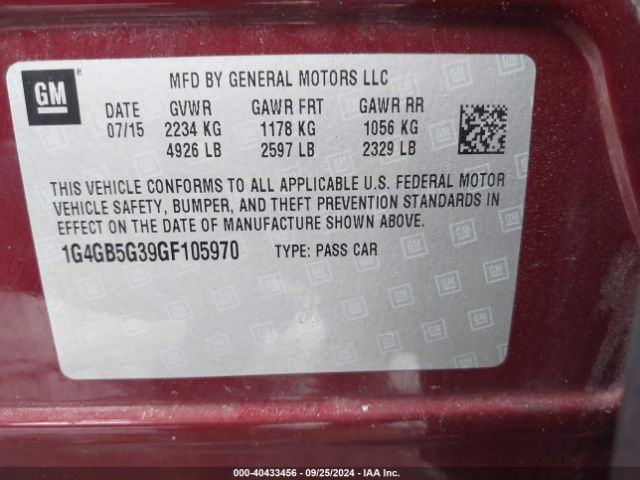 GM
MFD BY GENERAL MOTORS LLC
DATE GVWR GAWR FRT GAWR RR
07/15 2234 KG 1178 KG 1056 KG
4926 LB 2597 LB 2329 LB
THIS VEHICLE CONFORMS TO ALL APPLICABLE U.S. FEDERAL MOTOR
VEHICLE SAFETY, BUMPER, AND THEFT PREVENTION STANDARDS IN
EFFECT ON THE DATE OF MANUFACTURE SHOWN ABOVE.
1G4GB5G39GF105970 TYPE: PASS CAR
000-40433456 • 09/25/2024 • IAA Inc.